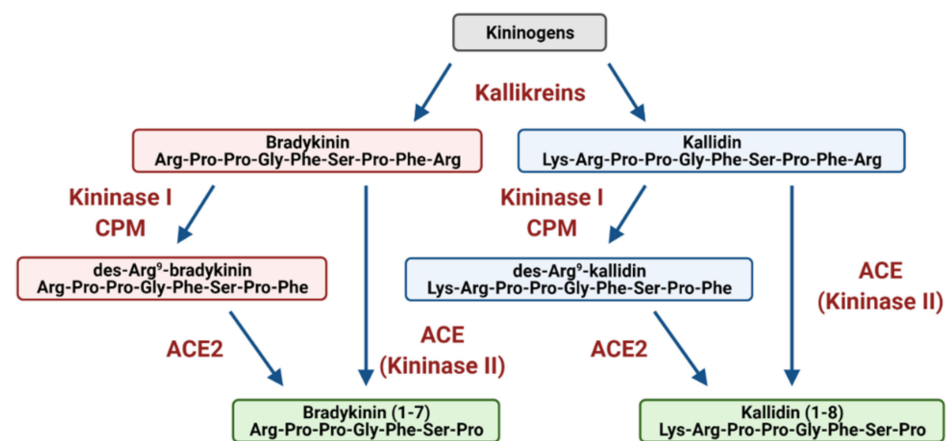 Kininogens
Kallikreins
Bradykinin
Arg-Pro-Pro-Gly-Phe-Ser-Pro-Phe-Arg
Kallidin
Lys-Arg-Pro-Pro-Gly-Phe-Ser-Pro-Phe-Arg
Kininase I
CPM
Kininase I
CPM
des-Arg⁹-bradykinin
Arg-Pro-Pro-Gly-Phe-Ser-Pro-Phe
des-Arg⁹-kallidin
Lys-Arg-Pro-Pro-Gly-Phe-Ser-Pro-Phe
ACE
(Kininase II)
ACE2
ACE
(Kininase II)
ACE2
Bradykinin (1-7)
Arg-Pro-Pro-Gly-Phe-Ser-Pro
Kallidin (1-8)
Lys-Arg-Pro-Pro-Gly-Phe-Ser-Pro